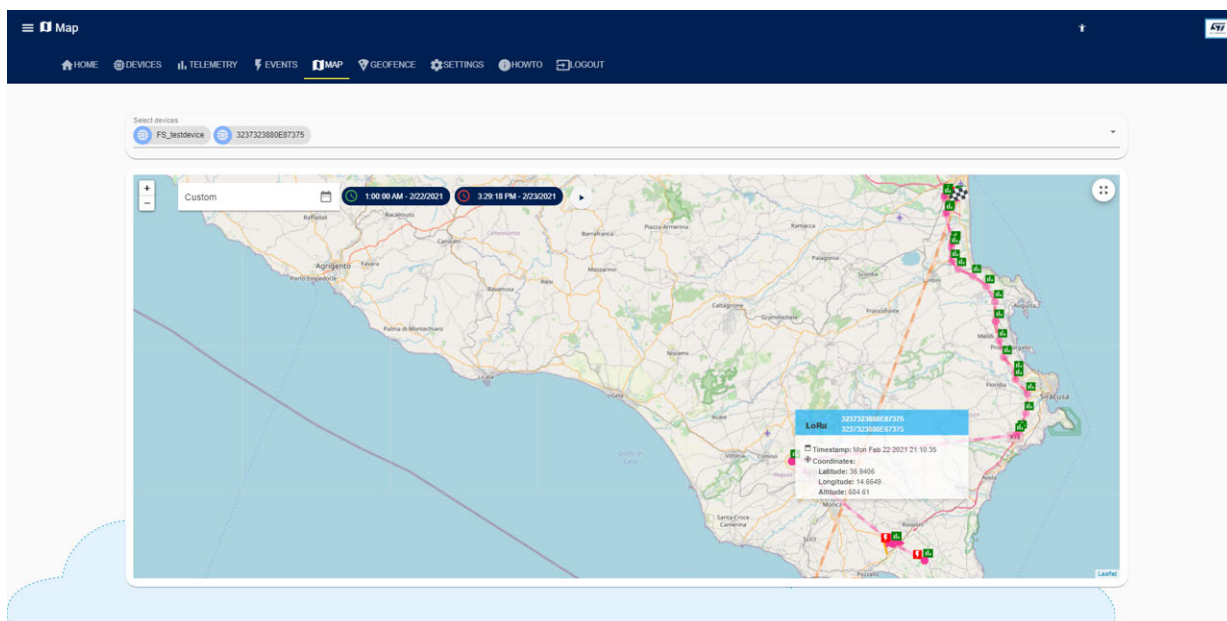 Map
HOME DEVICES TELEMETRY EVENTS MAP GEOFENCE SETTINGS HOWTO LOGOUT
Select devices
FS_testdevice 3237323880E87375
+
−
Custom
1:00:00 AM - 2/22/2021
3:29:18 PM - 2/23/2021
Raffadali
Racalmuto
Canicattì
Caltanissetta
Barrafranca
Piazza Armerina
Ramacca
Agrigento
Favara
Porto Empedocle
Ravanusa
Riesi
Mazzarino
Palagonia
Scordia
Lentini
Augusta
Caltagirone
Grammichele
Francofonte
Palma di Montechiaro
Niscemi
Melilli
Licata
Gela
Floridia
Siracusa
Acate
LoRa
3237323880E87375
3237323880E87375
Timestamp: Mon Feb 22 2021 21:10:35
Coordinates:
Latitude: 36.9406
Longitude: 14.6649
Altitude: 684.61
Golfo di
Gela
Vittoria
Comiso
Avola
Modica
Santa Croce
Camerina
Scicli
Rosolini
Pozzallo
Leaflet